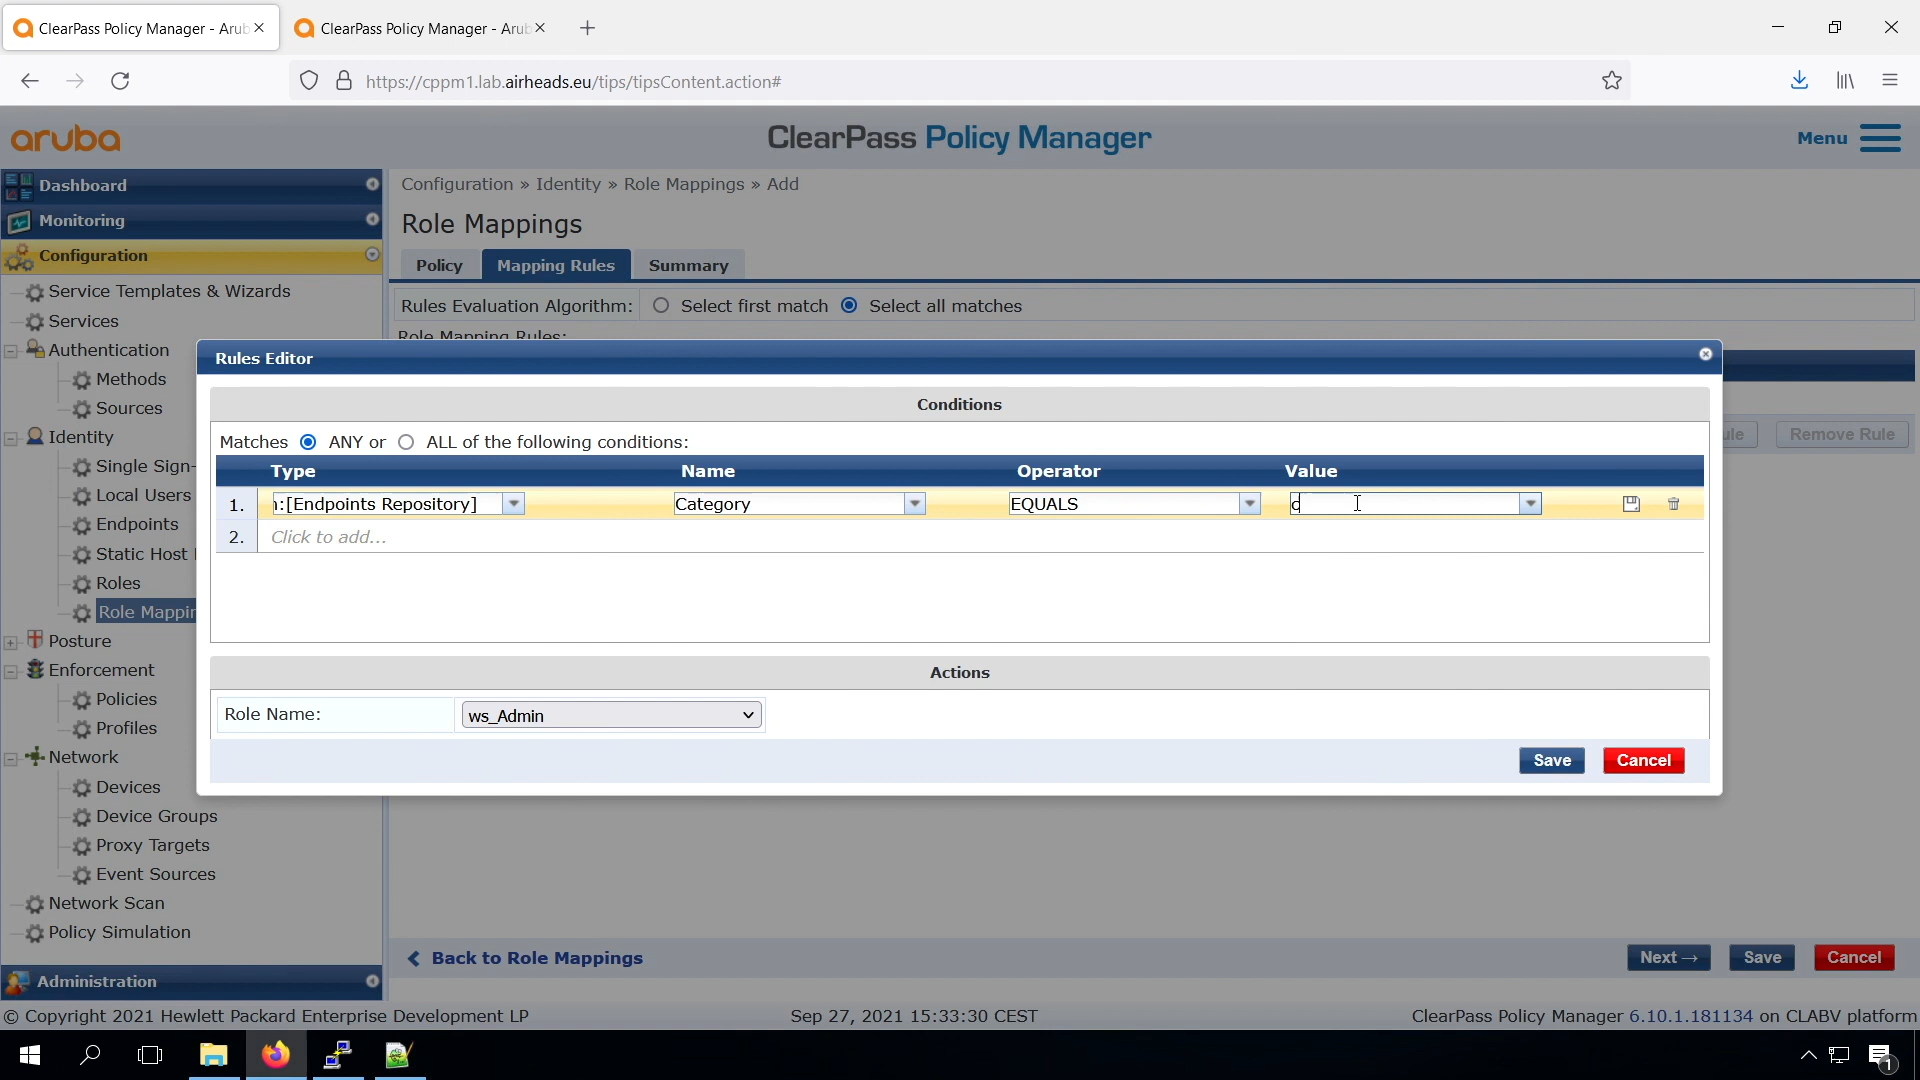 ClearPass Policy Manager - Arub
ClearPass Policy Manager - Arub
https://cppm1.lab.airheads.eu/tips/tipsContent.action#
aruba
ClearPass Policy Manager
Menu
Dashboard
Monitoring
Configuration
Service Templates & Wizards
Services
Authentication
Methods
Sources
Identity
Single Sign-
Local Users
Endpoints
Static Host
Roles
Role Mappin
Posture
Enforcement
Policies
Profiles
Network
Devices
Device Groups
Proxy Targets
Event Sources
Network Scan
Policy Simulation
Administration
Configuration » Identity » Role Mappings » Add
Role Mappings
Policy Mapping Rules Summary
Rules Evaluation Algorithm: Select first match Select all matches
Role Mapping Rules:
Remove Rule
Rules Editor
Conditions
Matches ANY or ALL of the following conditions:
Type Name Operator Value
1. :[Endpoints Repository] Category EQUALS c
2. Click to add...
Actions
Role Name: ws_Admin
Save Cancel
Back to Role Mappings
Next → Save Cancel
© Copyright 2021 Hewlett Packard Enterprise Development LP
Sep 27, 2021 15:33:30 CEST
ClearPass Policy Manager 6.10.1.181134 on CLABV platform
1